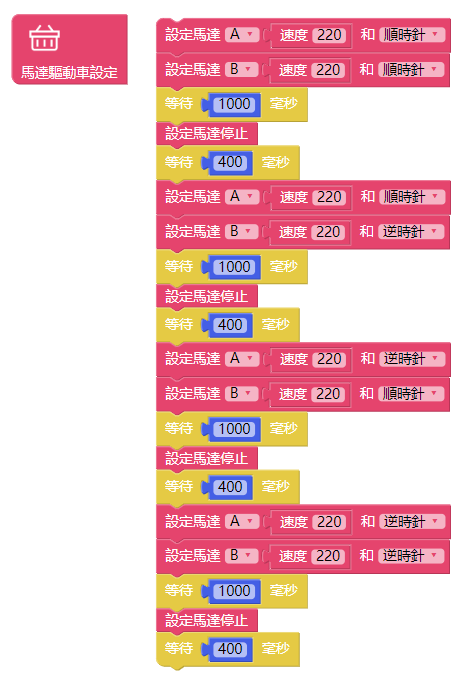 馬達驅動車設定
設定馬達 A 速度 220 和 順時針
設定馬達 B 速度 220 和 順時針
等待 1000 毫秒
設定馬達停止
等待 400 毫秒
設定馬達 A 速度 220 和 順時針
設定馬達 B 速度 220 和 逆時針
等待 1000 毫秒
設定馬達停止
等待 400 毫秒
設定馬達 A 速度 220 和 逆時針
設定馬達 B 速度 220 和 順時針
等待 1000 毫秒
設定馬達停止
等待 400 毫秒
設定馬達 A 速度 220 和 逆時針
設定馬達 B 速度 220 和 逆時針
等待 1000 毫秒
設定馬達停止
等待 400 毫秒